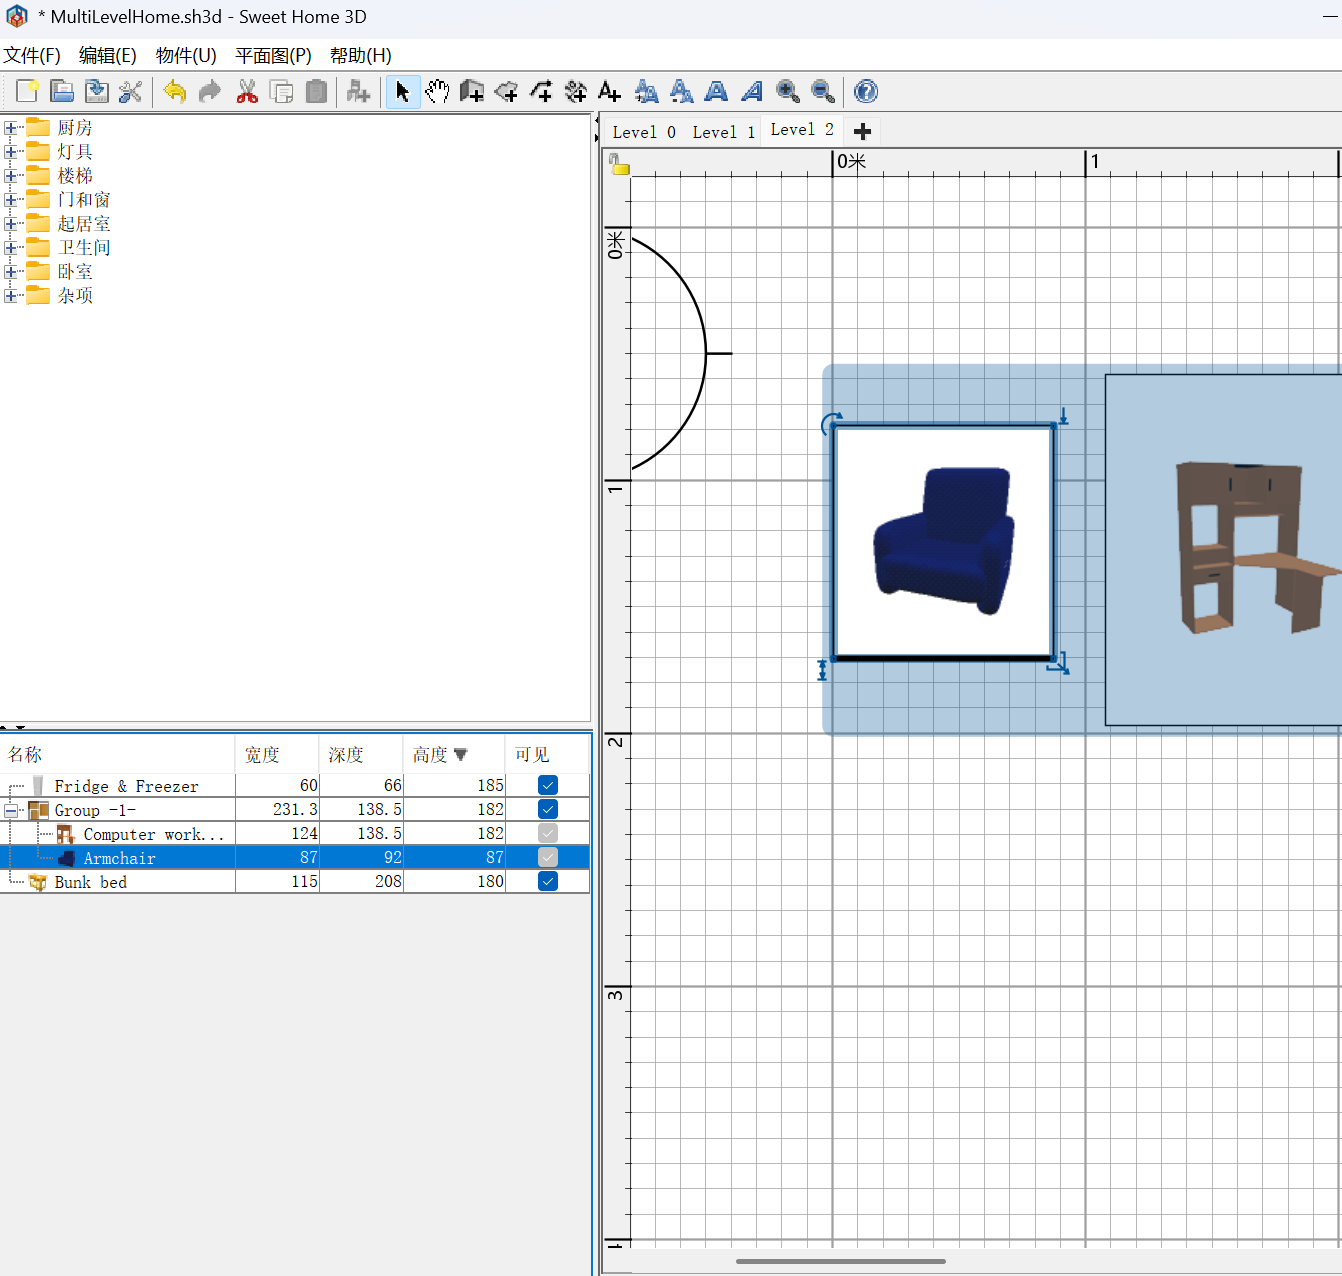 * MultiLevelHome.sh3d - Sweet Home 3D
文件(F) 编辑(E) 物件(U) 平面图(P) 帮助(H)
厨房
灯具
楼梯
门和窗
起居室
卫生间
卧室
杂项
Level 0 Level 1 Level 2
0米 1
0米
1
2
3
名称 宽度 深度 高度 可见
Fridge & Freezer 60 66 185
Group -1- 231.3 138.5 182
Computer work... 124 138.5 182
Armchair 87 92 87
Bunk bed 115 208 180